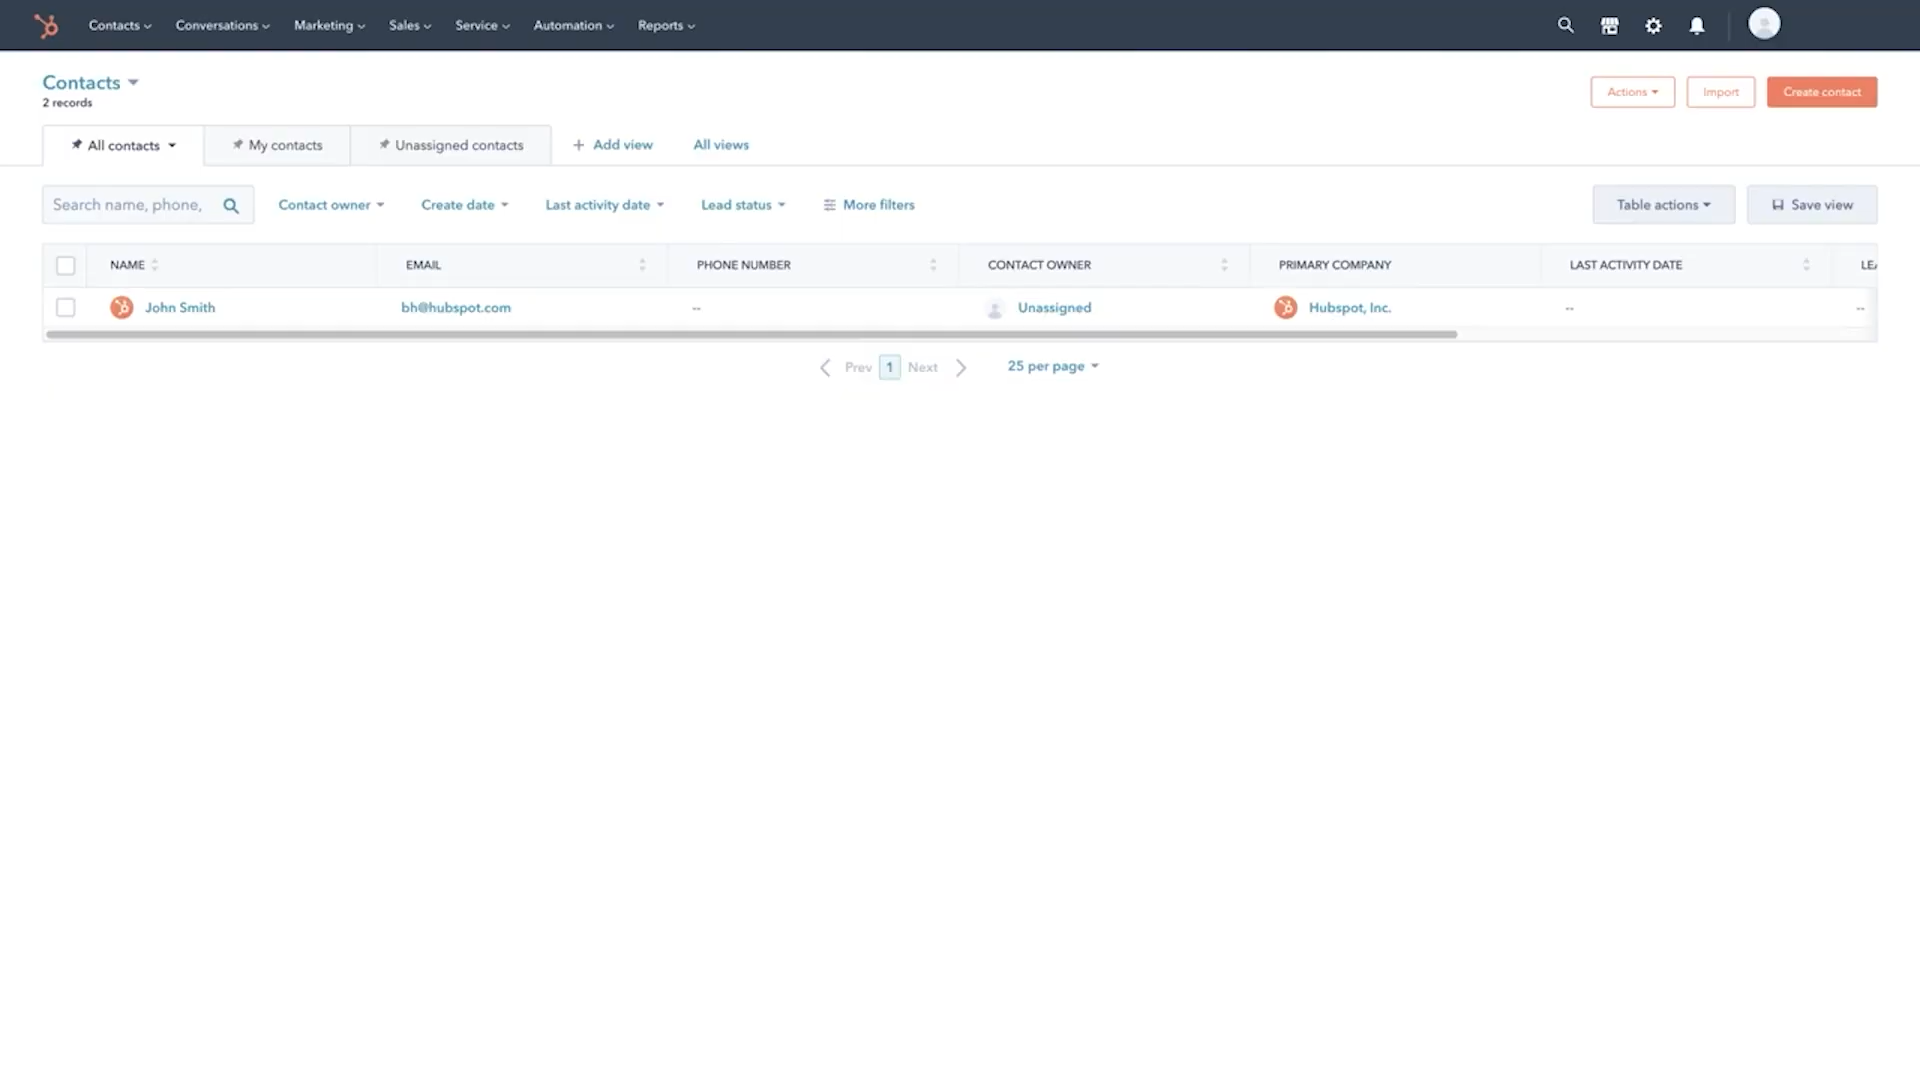 Contacts Conversations Marketing Sales Service Automation Reports
Contacts
2 records
Actions Import Create contact
All contacts My contacts Unassigned contacts + Add view All views
Search name, phone, Contact owner Create date Last activity date Lead status More filters Table actions Save view
NAME EMAIL PHONE NUMBER CONTACT OWNER PRIMARY COMPANY LAST ACTIVITY DATE LEA
John Smith bh@hubspot.com -- Unassigned Hubspot, Inc. -- --
Prev 1 Next 25 per page